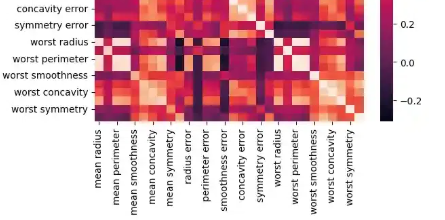 concavity error
symmetry error
worst radius
worst perimeter
worst smoothness
worst concavity
worst symmetry
0.2
0.0
−0.2
mean radius
mean perimeter
mean smoothness
mean concavity
mean symmetry
radius error
perimeter error
smoothness error
concavity error
symmetry error
worst radius
worst perimeter
worst smoothness
worst concavity
worst symmetry